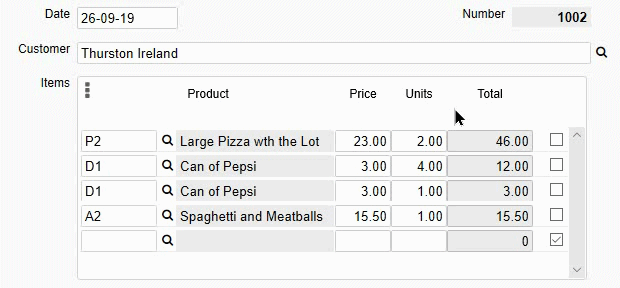 Date 26-09-19 Number 1002
Customer Thurston Ireland
Items Product Price Units Total
P2 Large Pizza wth the Lot 23.00 2.00 46.00
D1 Can of Pepsi 3.00 4.00 12.00
D1 Can of Pepsi 3.00 1.00 3.00
A2 Spaghetti and Meatballs 15.50 1.00 15.50
0